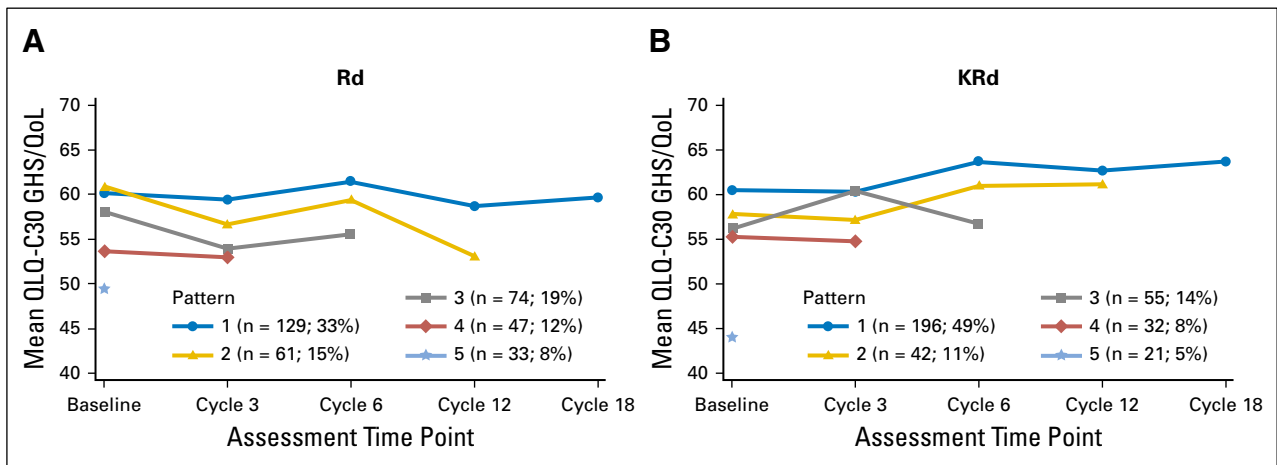 A
Rd
Mean QLQ-C30 GHS/QoL
70
65
60
55
50
45
40
Pattern
1 (n = 129; 33%)
2 (n = 61; 15%)
3 (n = 74; 19%)
4 (n = 47; 12%)
5 (n = 33; 8%)
Baseline Cycle 3 Cycle 6 Cycle 12 Cycle 18
Assessment Time Point
B
KRd
Mean QLQ-C30 GHS/QoL
70
65
60
55
50
45
40
Pattern
1 (n = 196; 49%)
2 (n = 42; 11%)
3 (n = 55; 14%)
4 (n = 32; 8%)
5 (n = 21; 5%)
Baseline Cycle 3 Cycle 6 Cycle 12 Cycle 18
Assessment Time Point